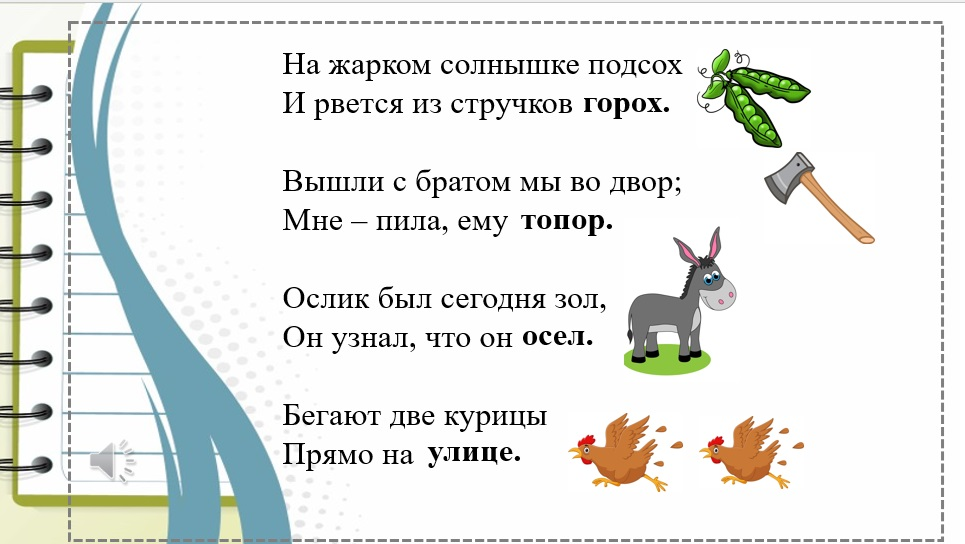 На жарком солнышке подсох
И рвется из стручков горох.
Вышли с братом мы во двор;
Мне – пила, ему топор.
Ослик был сегодня зол,
Он узнал, что он осел.
Бегают две курицы
Прямо на улице.